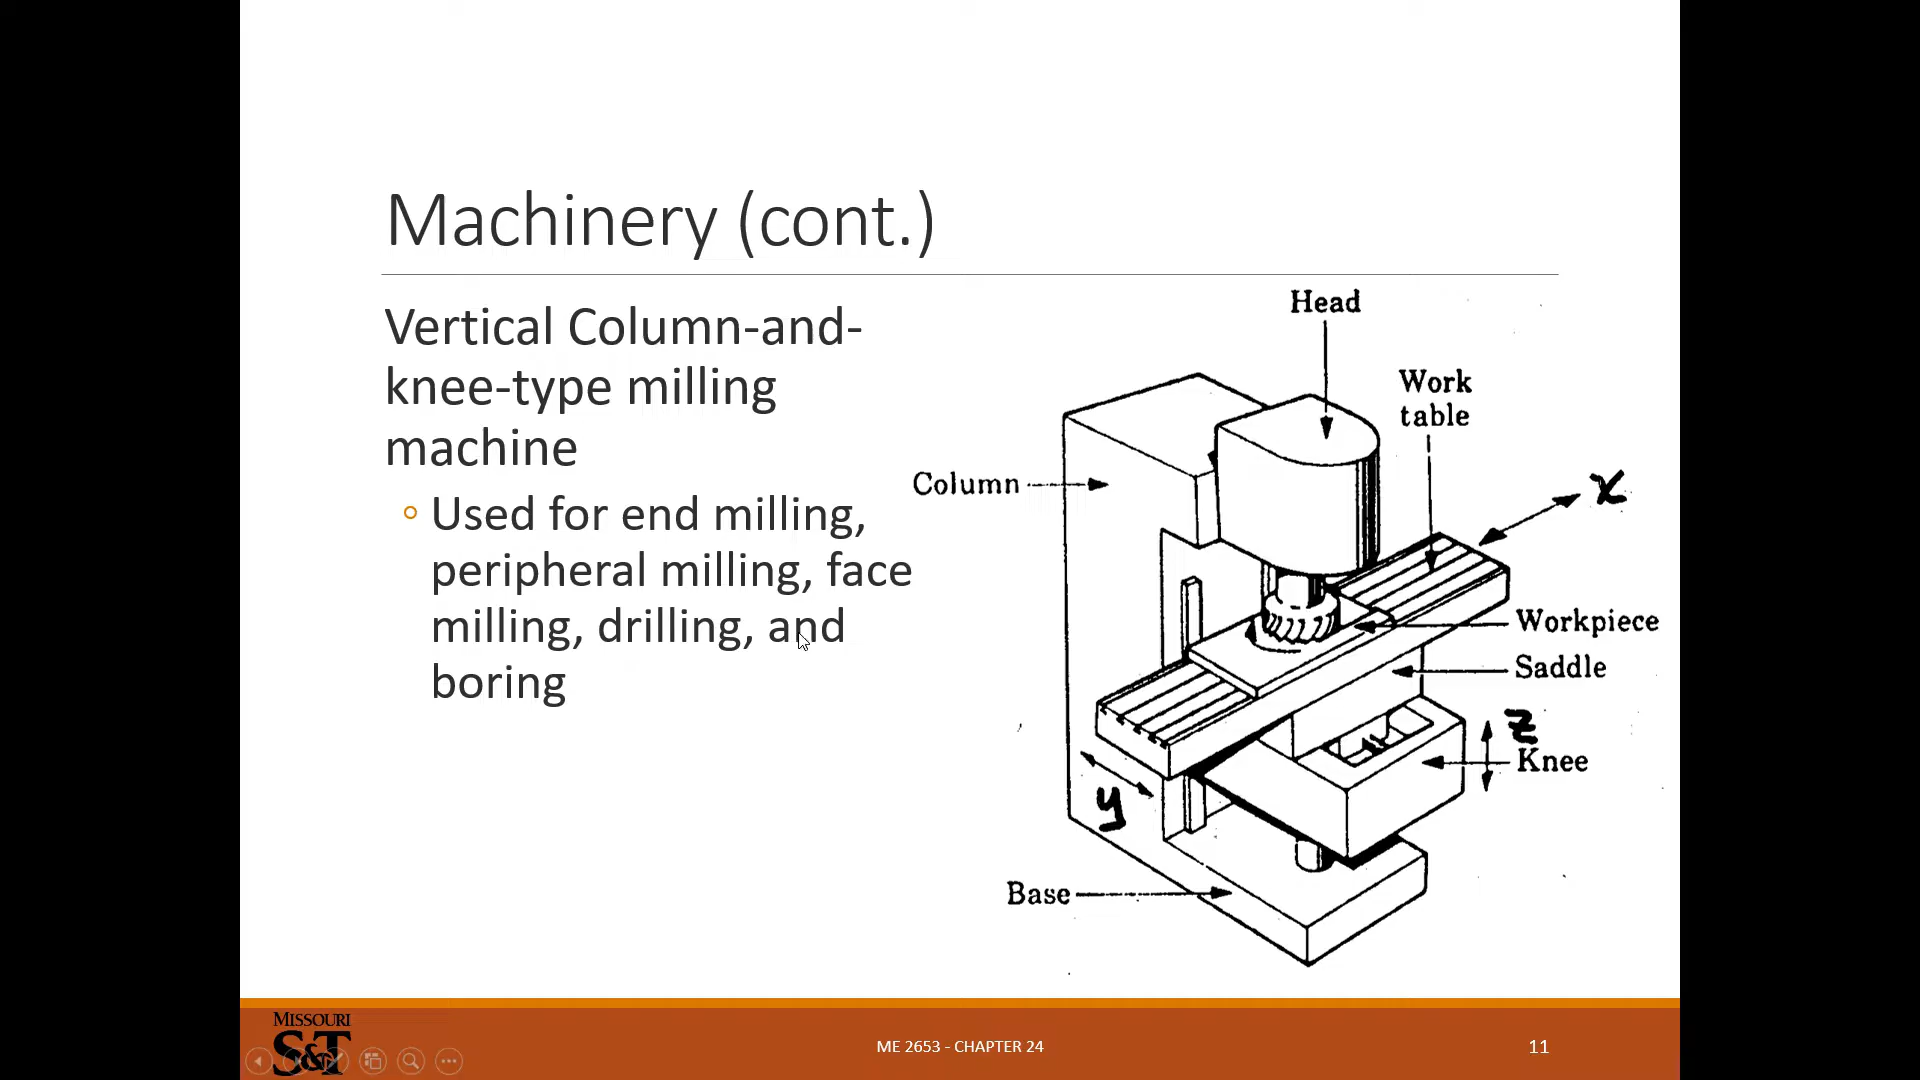 Machinery (cont.)
Vertical Column-and-
knee-type milling
machine
Used for end milling,
peripheral milling, face
milling, drilling, and
boring
Head
Work
table
Column
x
Workpiece
Saddle
z
Knee
y
Base
MISSOURI
S&T
ME 2653 - CHAPTER 24
11